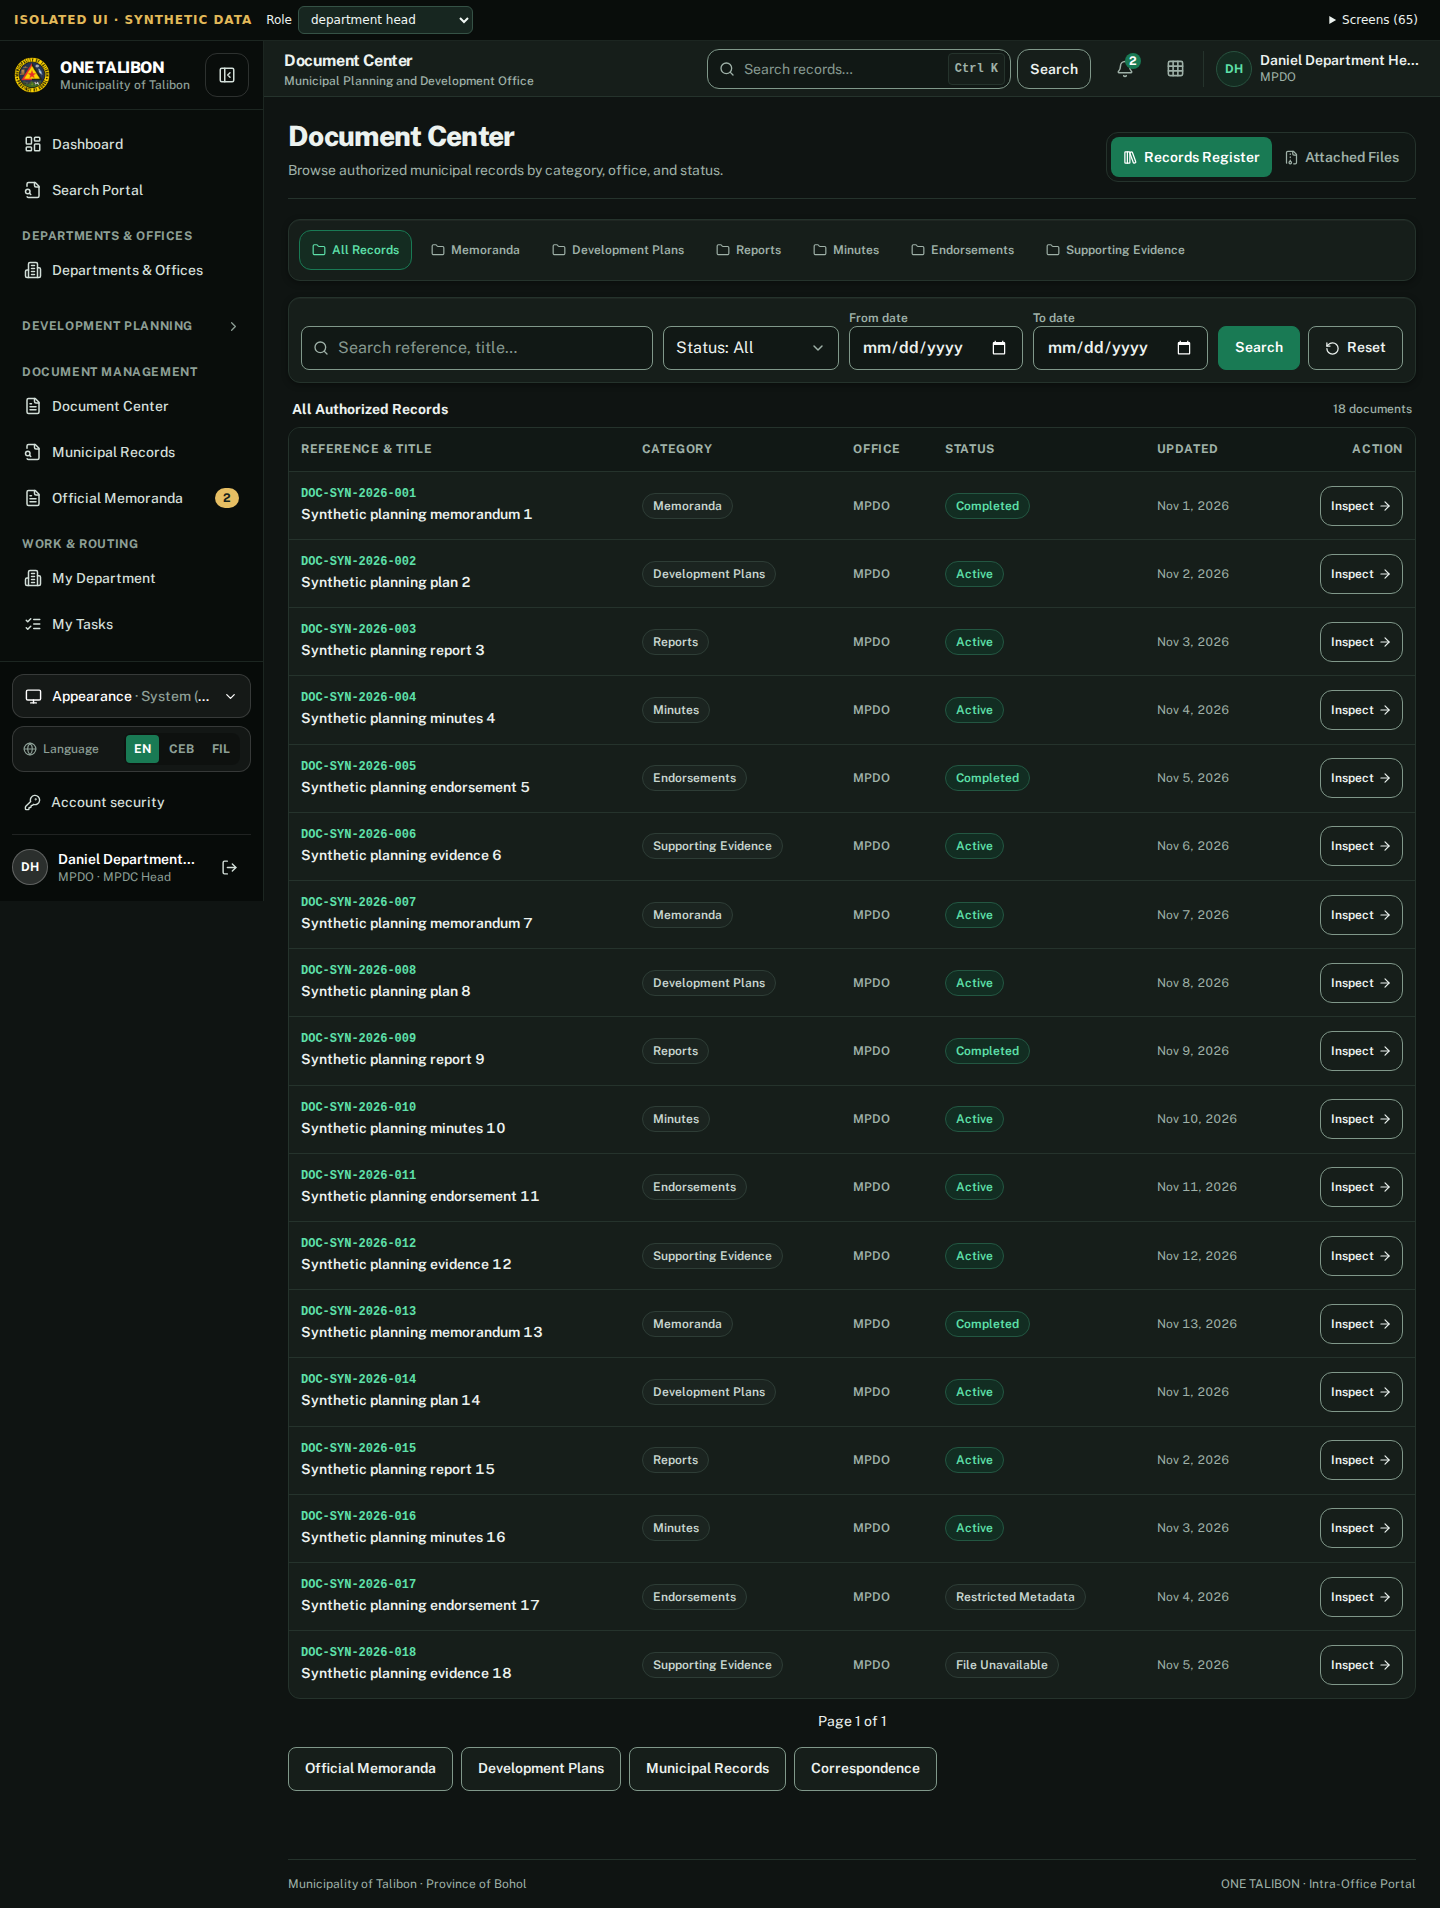 ISOLATED UI · SYNTHETIC DATA Role department head Screens (65)
ONE TALIBON
Municipality of Talibon
Document Center
Municipal Planning and Development Office
Search records... Ctrl K Search 2 DH Daniel Department He...
MPDO
Dashboard
Search Portal
DEPARTMENTS & OFFICES
Departments & Offices
DEVELOPMENT PLANNING
DOCUMENT MANAGEMENT
Document Center
Municipal Records
Official Memoranda 2
WORK & ROUTING
My Department
My Tasks
Appearance · System (...
Language EN CEB FIL
Account security
DH Daniel Department...
MPDO · MPDC Head
Document Center
Browse authorized municipal records by category, office, and status.
Records Register Attached Files
All Records Memoranda Development Plans Reports Minutes Endorsements Supporting Evidence
From date To date
Search reference, title... Status: All mm/dd/yyyy mm/dd/yyyy Search Reset
All Authorized Records 18 documents
REFERENCE & TITLE CATEGORY OFFICE STATUS UPDATED ACTION
DOC-SYN-2026-001
Synthetic planning memorandum 1 Memoranda MPDO Completed Nov 1, 2026 Inspect →
DOC-SYN-2026-002
Synthetic planning plan 2 Development Plans MPDO Active Nov 2, 2026 Inspect →
DOC-SYN-2026-003
Synthetic planning report 3 Reports MPDO Active Nov 3, 2026 Inspect →
DOC-SYN-2026-004
Synthetic planning minutes 4 Minutes MPDO Active Nov 4, 2026 Inspect →
DOC-SYN-2026-005
Synthetic planning endorsement 5 Endorsements MPDO Completed Nov 5, 2026 Inspect →
DOC-SYN-2026-006
Synthetic planning evidence 6 Supporting Evidence MPDO Active Nov 6, 2026 Inspect →
DOC-SYN-2026-007
Synthetic planning memorandum 7 Memoranda MPDO Active Nov 7, 2026 Inspect →
DOC-SYN-2026-008
Synthetic planning plan 8 Development Plans MPDO Active Nov 8, 2026 Inspect →
DOC-SYN-2026-009
Synthetic planning report 9 Reports MPDO Completed Nov 9, 2026 Inspect →
DOC-SYN-2026-010
Synthetic planning minutes 10 Minutes MPDO Active Nov 10, 2026 Inspect →
DOC-SYN-2026-011
Synthetic planning endorsement 11 Endorsements MPDO Active Nov 11, 2026 Inspect →
DOC-SYN-2026-012
Synthetic planning evidence 12 Supporting Evidence MPDO Active Nov 12, 2026 Inspect →
DOC-SYN-2026-013
Synthetic planning memorandum 13 Memoranda MPDO Completed Nov 13, 2026 Inspect →
DOC-SYN-2026-014
Synthetic planning plan 14 Development Plans MPDO Active Nov 1, 2026 Inspect →
DOC-SYN-2026-015
Synthetic planning report 15 Reports MPDO Active Nov 2, 2026 Inspect →
DOC-SYN-2026-016
Synthetic planning minutes 16 Minutes MPDO Active Nov 3, 2026 Inspect →
DOC-SYN-2026-017
Synthetic planning endorsement 17 Endorsements MPDO Restricted Metadata Nov 4, 2026 Inspect →
DOC-SYN-2026-018
Synthetic planning evidence 18 Supporting Evidence MPDO File Unavailable Nov 5, 2026 Inspect →
Page 1 of 1
Official Memoranda Development Plans Municipal Records Correspondence
Municipality of Talibon · Province of Bohol ONE TALIBON · Intra-Office Portal